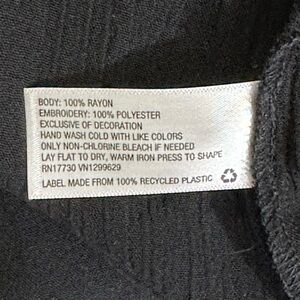 BODY: 100% RAYON
EMBROIDERY: 100% POLYESTER
EXCLUSIVE OF DECORATION
HAND WASH COLD WITH LIKE COLORS
ONLY NON-CHLORINE BLEACH IF NEEDED
LAY FLAT TO DRY, WARM IRON PRESS TO SHAPE
RN17730 VN1299629
LABEL MADE FROM 100% RECYCLED PLASTIC